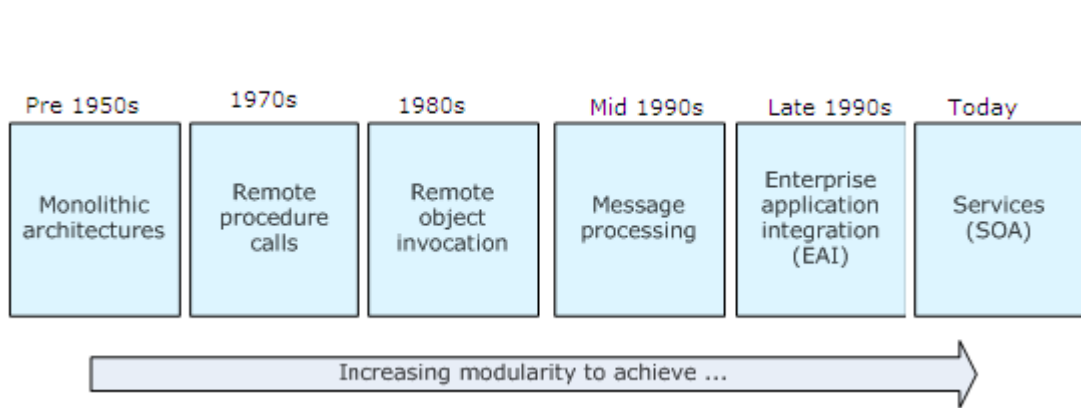 Pre 1950s
1970s
1980s
Mid 1990s
Late 1990s
Today
Monolithic
architectures
Remote
procedure
calls
Remote
object
invocation
Message
processing
Enterprise
application
integration
(EAI)
Services
(SOA)
Increasing modularity to achieve ...